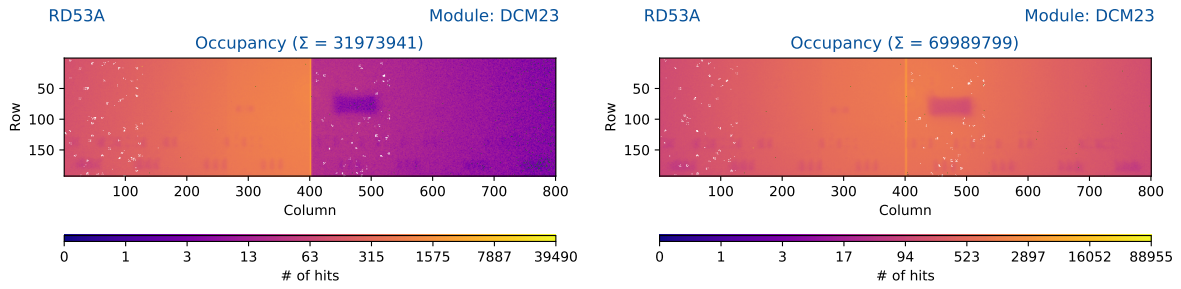 RD53A Module: DCM23
Occupancy (Σ = 31973941)
Row
50
100
150
100 200 300 400 500 600 700 800
Column
0 1 3 13 63 315 1575 7887 39490
# of hits
RD53A Module: DCM23
Occupancy (Σ = 69989799)
Row
50
100
150
100 200 300 400 500 600 700 800
Column
0 1 3 17 94 523 2897 16052 88955
# of hits